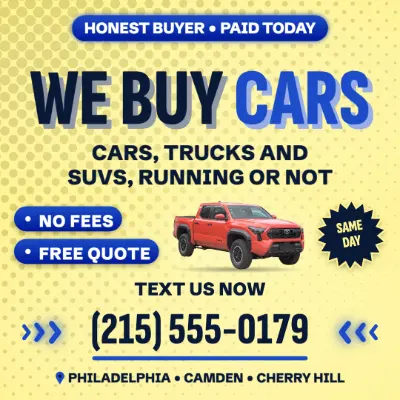 HONEST BUYER • PAID TODAY
WE BUY CARS
CARS, TRUCKS AND
SUVS, RUNNING OR NOT
• NO FEES
• FREE QUOTE
SAME
DAY
TEXT US NOW
(215) 555-0179
PHILADELPHIA • CAMDEN • CHERRY HILL